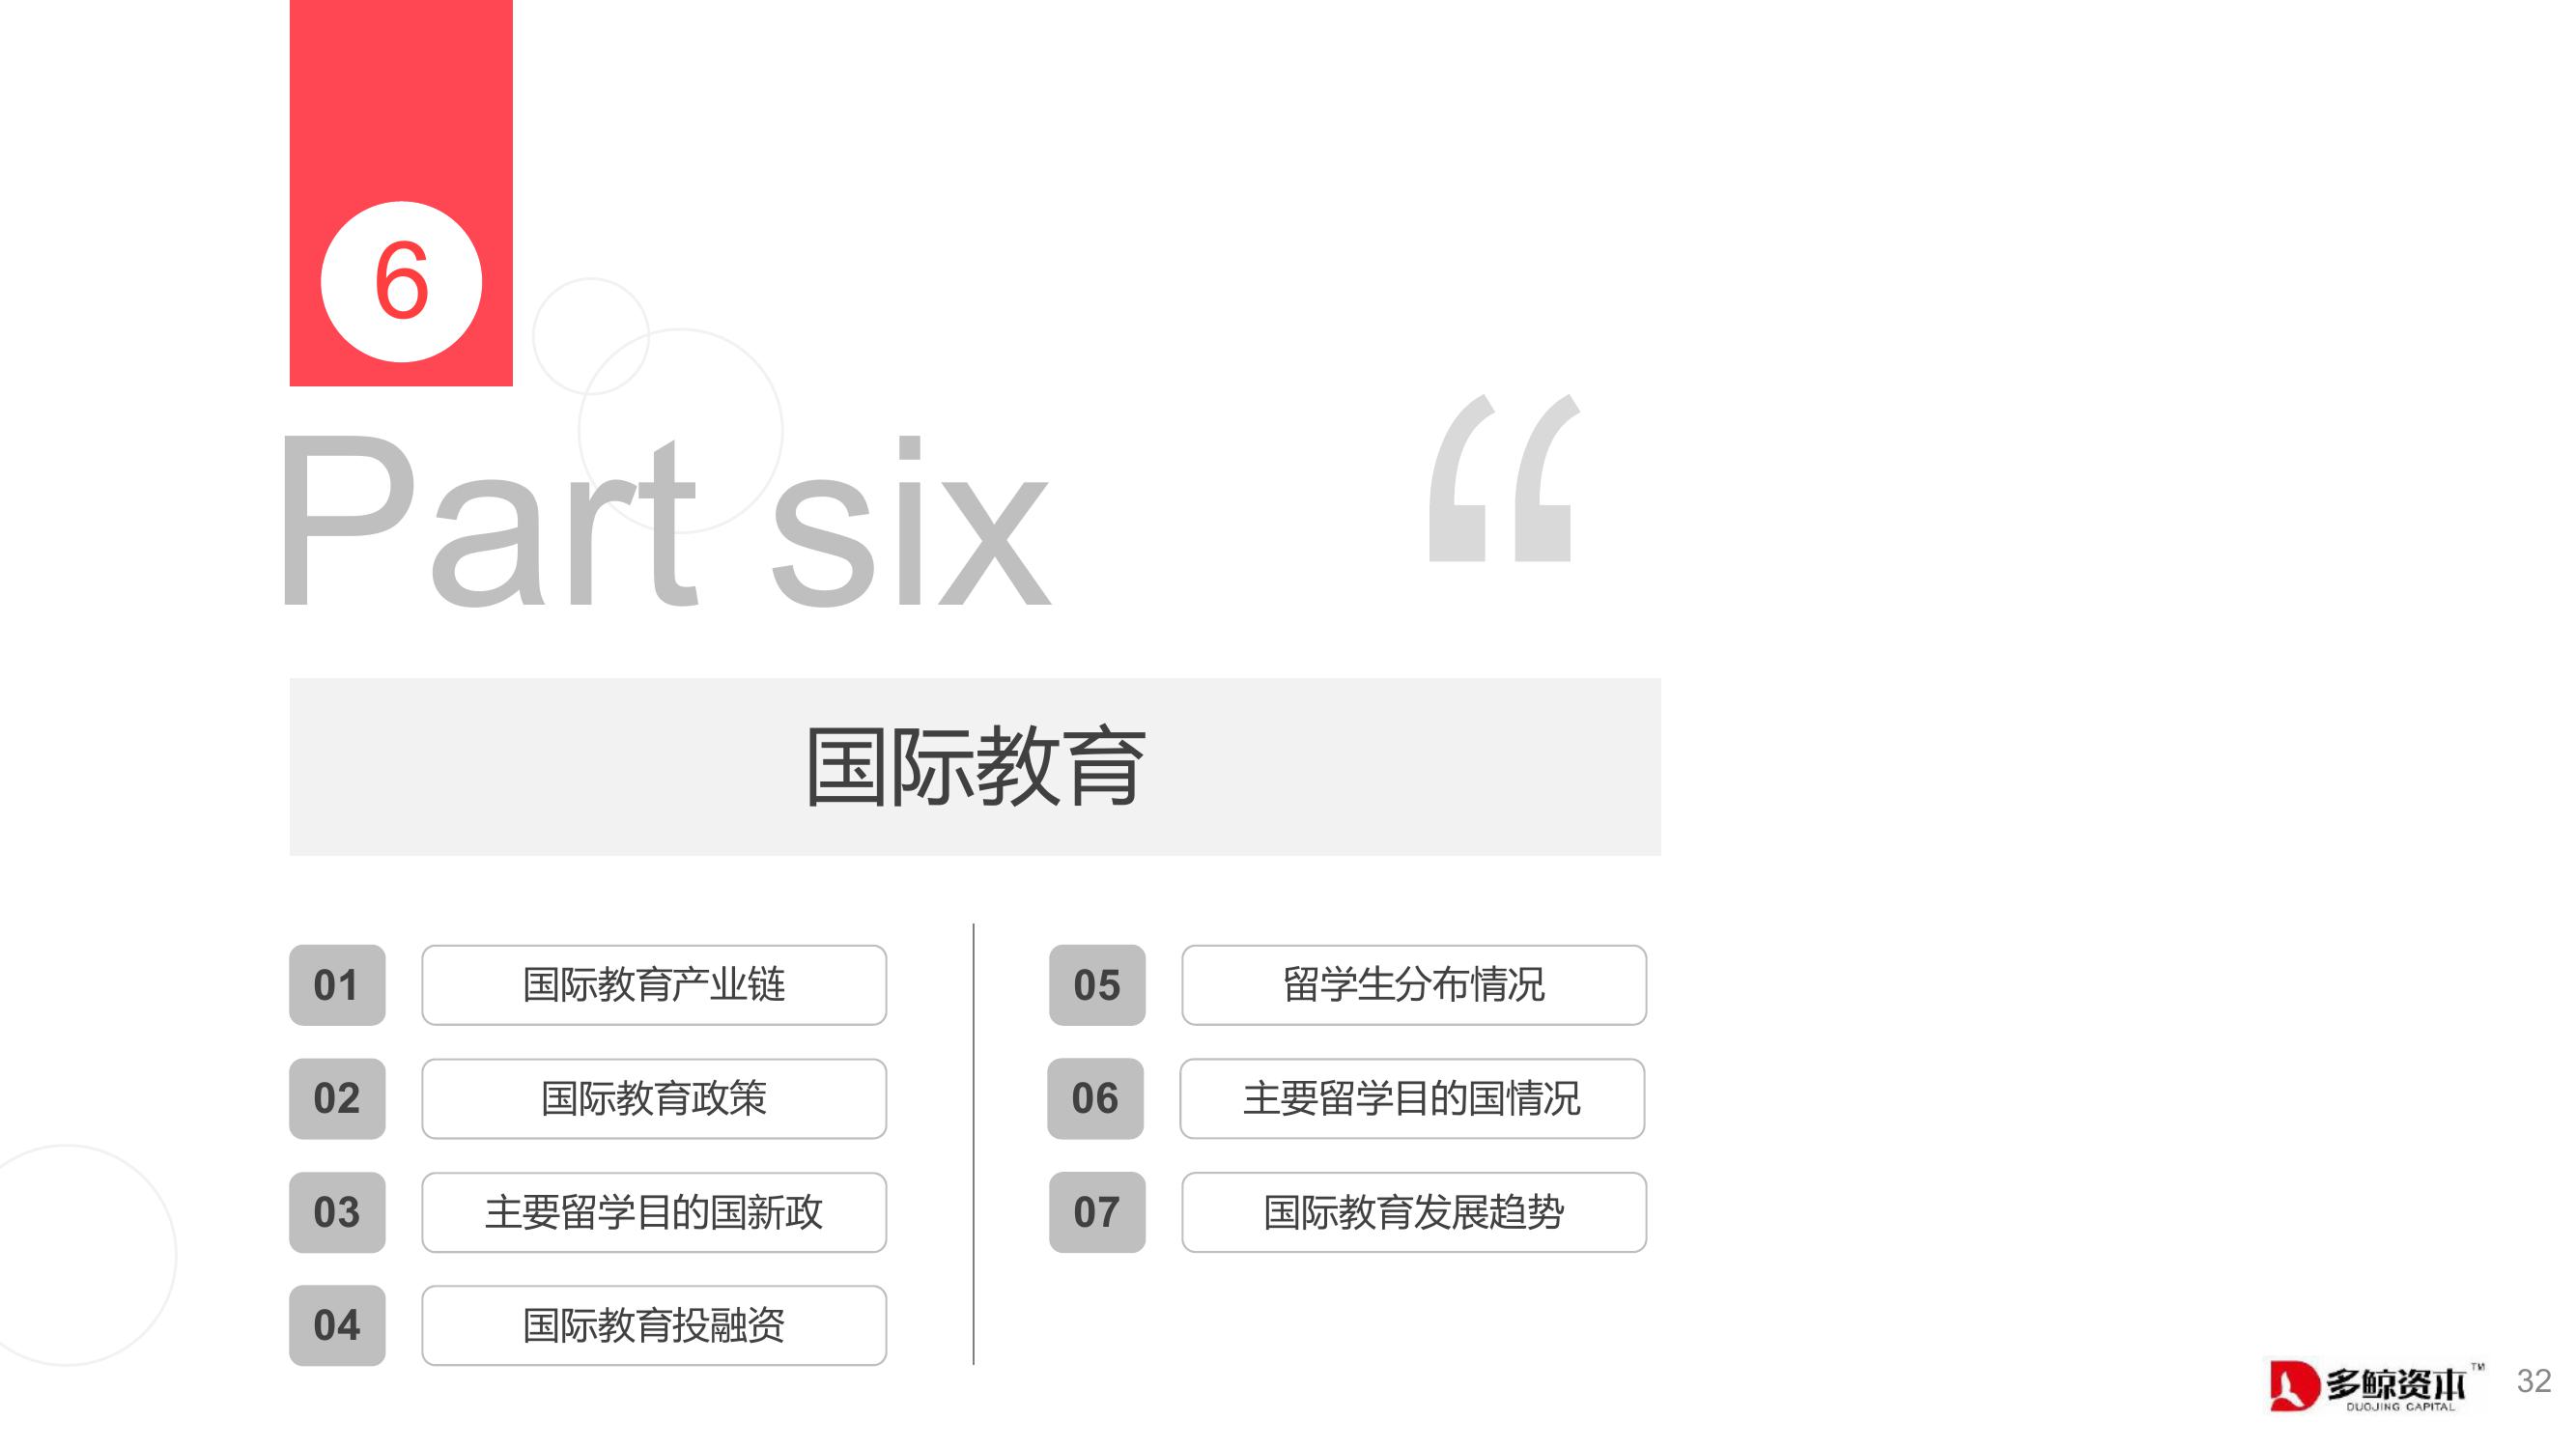 6
Part six
“
国际教育
01
国际教育产业链
02
国际教育政策
03
主要留学目的国新政
04
国际教育投融资
05
留学生分布情况
06
主要留学目的国情况
07
国际教育发展趋势
多鲸资本™
DUOJING CAPITAL
32